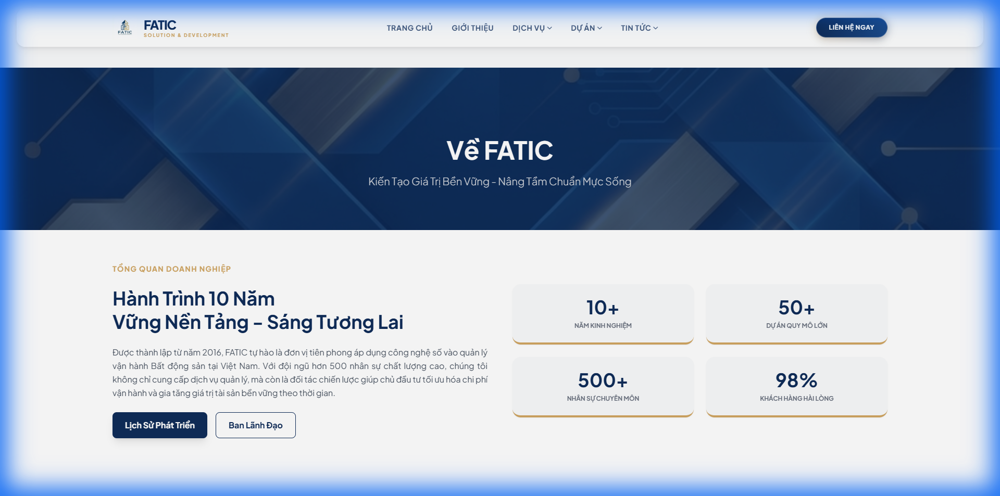 FATIC
FATIC
SOLUTION & DEVELOPMENT
TRANG CHỦ
GIỚI THIỆU
DỊCH VỤ
DỰ ÁN
TIN TỨC
LIÊN HỆ NGAY
Về FATIC
Kiến Tạo Giá Trị Bền Vững - Nâng Tầm Chuẩn Mực Sống
TỔNG QUAN DOANH NGHIỆP
Hành Trình 10 Năm
Vững Nền Tảng – Sáng Tương Lai
Được thành lập từ năm 2016, FATIC tự hào là đơn vị tiên phong áp dụng công nghệ số vào quản lý
vận hành Bất động sản tại Việt Nam. Với đội ngũ hơn 500 nhân sự chất lượng cao, chúng tôi
không chỉ cung cấp dịch vụ quản lý, mà còn là đối tác chiến lược giúp chủ đầu tư tối ưu hóa chi phí
vận hành và gia tăng giá trị tài sản bền vững theo thời gian.
Lịch Sử Phát Triển
Ban Lãnh Đạo
10+
NĂM KINH NGHIỆM
50+
DỰ ÁN QUY MÔ LỚN
500+
NHÂN SỰ CHUYÊN MÔN
98%
KHÁCH HÀNG HÀI LÒNG